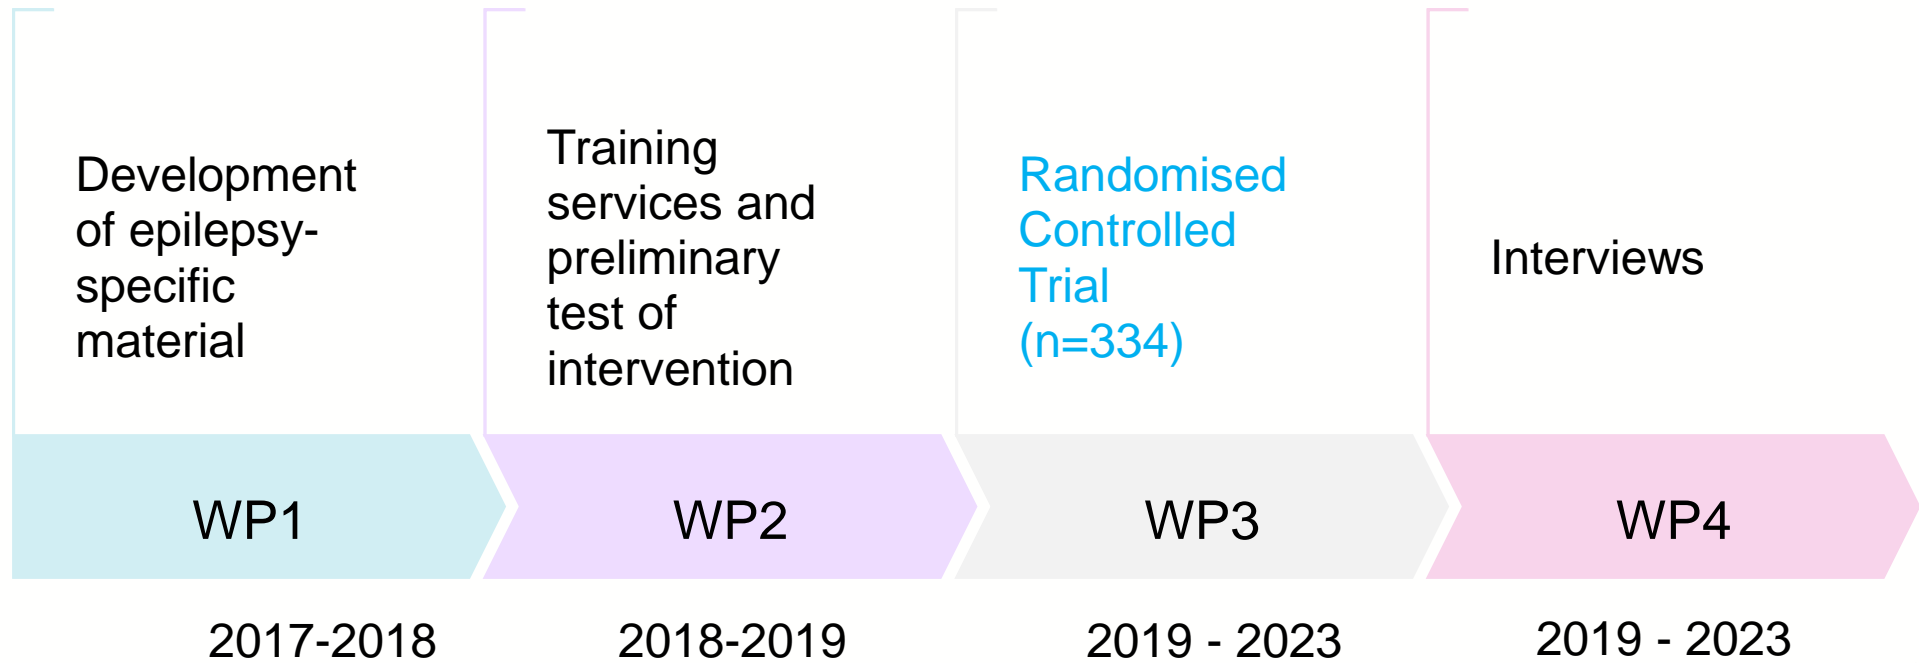 Development
of epilepsy-
specific
material
Training
services and
preliminary
test of
intervention
Randomised
Controlled
Trial
(n=334)
Interviews
WP1
WP2
WP3
WP4
2017-2018
2018-2019
2019 - 2023
2019 - 2023